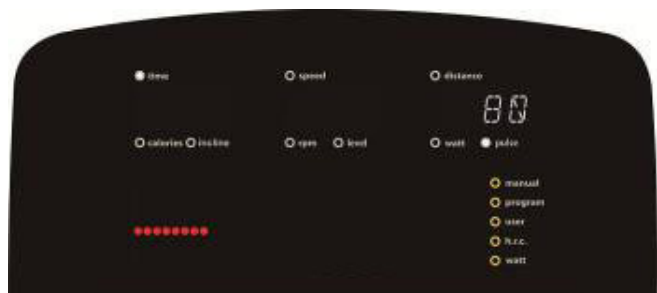 time speed distance
80
calories incline rpm level watt pulse
manual
program
user
h.r.c.
watt